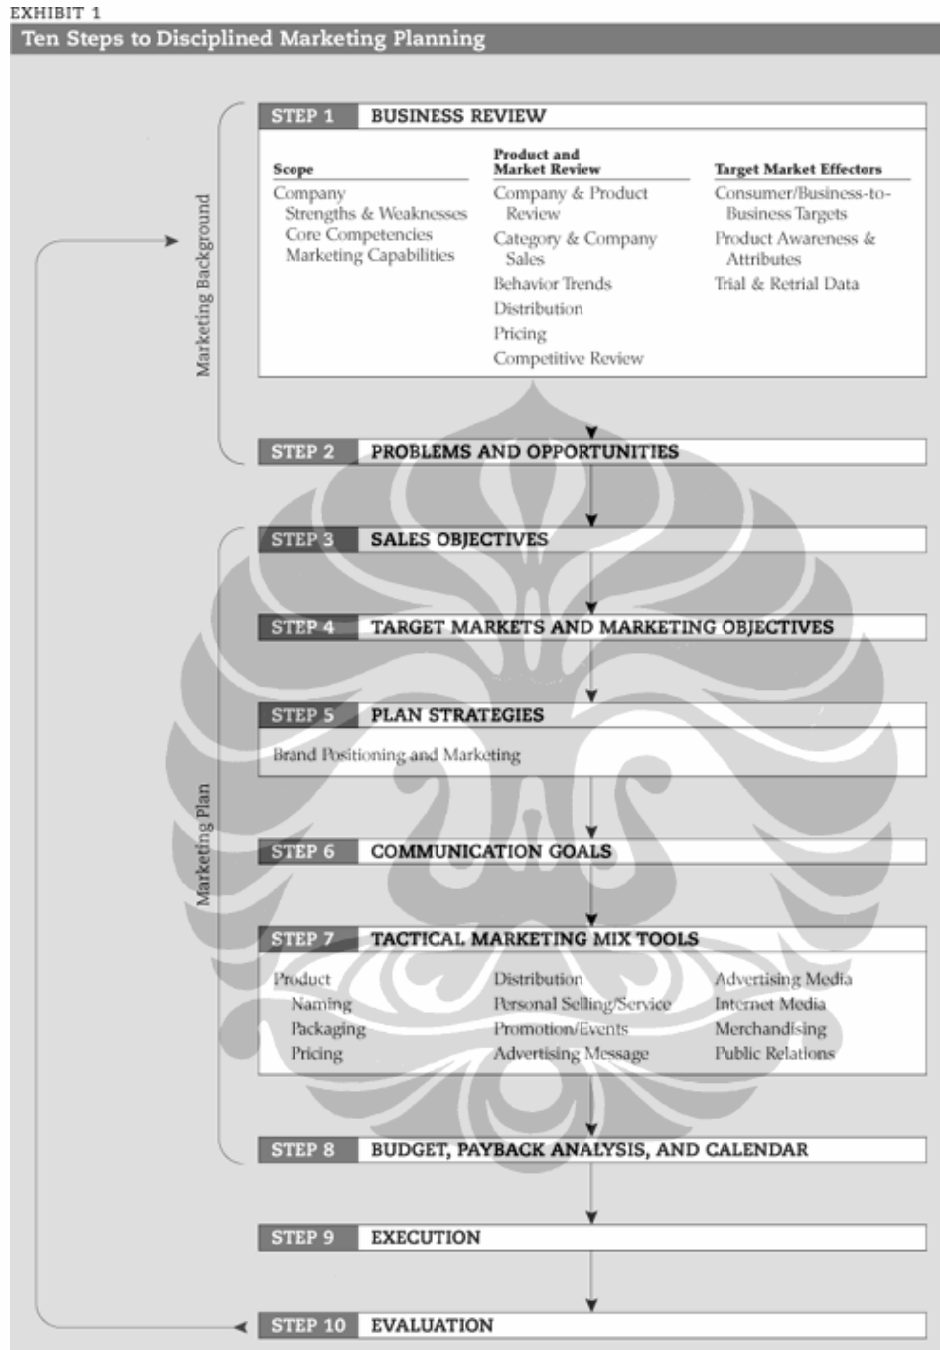 EXHIBIT 1
Ten Steps to Disciplined Marketing Planning
Marketing Background
STEP 1 BUSINESS REVIEW
Scope
Company
Strengths & Weaknesses
Core Competencies
Marketing Capabilities
Product and
Market Review
Company & Product
Review
Category & Company
Sales
Behavior Trends
Distribution
Pricing
Competitive Review
Target Market Effectors
Consumer/Business-to-
Business Targets
Product Awareness &
Attributes
Trial & Retrial Data
STEP 2 PROBLEMS AND OPPORTUNITIES
Marketing Plan
STEP 3 SALES OBJECTIVES
STEP 4 TARGET MARKETS AND MARKETING OBJECTIVES
STEP 5 PLAN STRATEGIES
Brand Positioning and Marketing
STEP 6 COMMUNICATION GOALS
STEP 7 TACTICAL MARKETING MIX TOOLS
Product
Naming
Packaging
Pricing
Distribution
Personal Selling/Service
Promotion/Events
Advertising Message
Advertising Media
Internet Media
Merchandising
Public Relations
STEP 8 BUDGET, PAYBACK ANALYSIS, AND CALENDAR
STEP 9 EXECUTION
STEP 10 EVALUATION